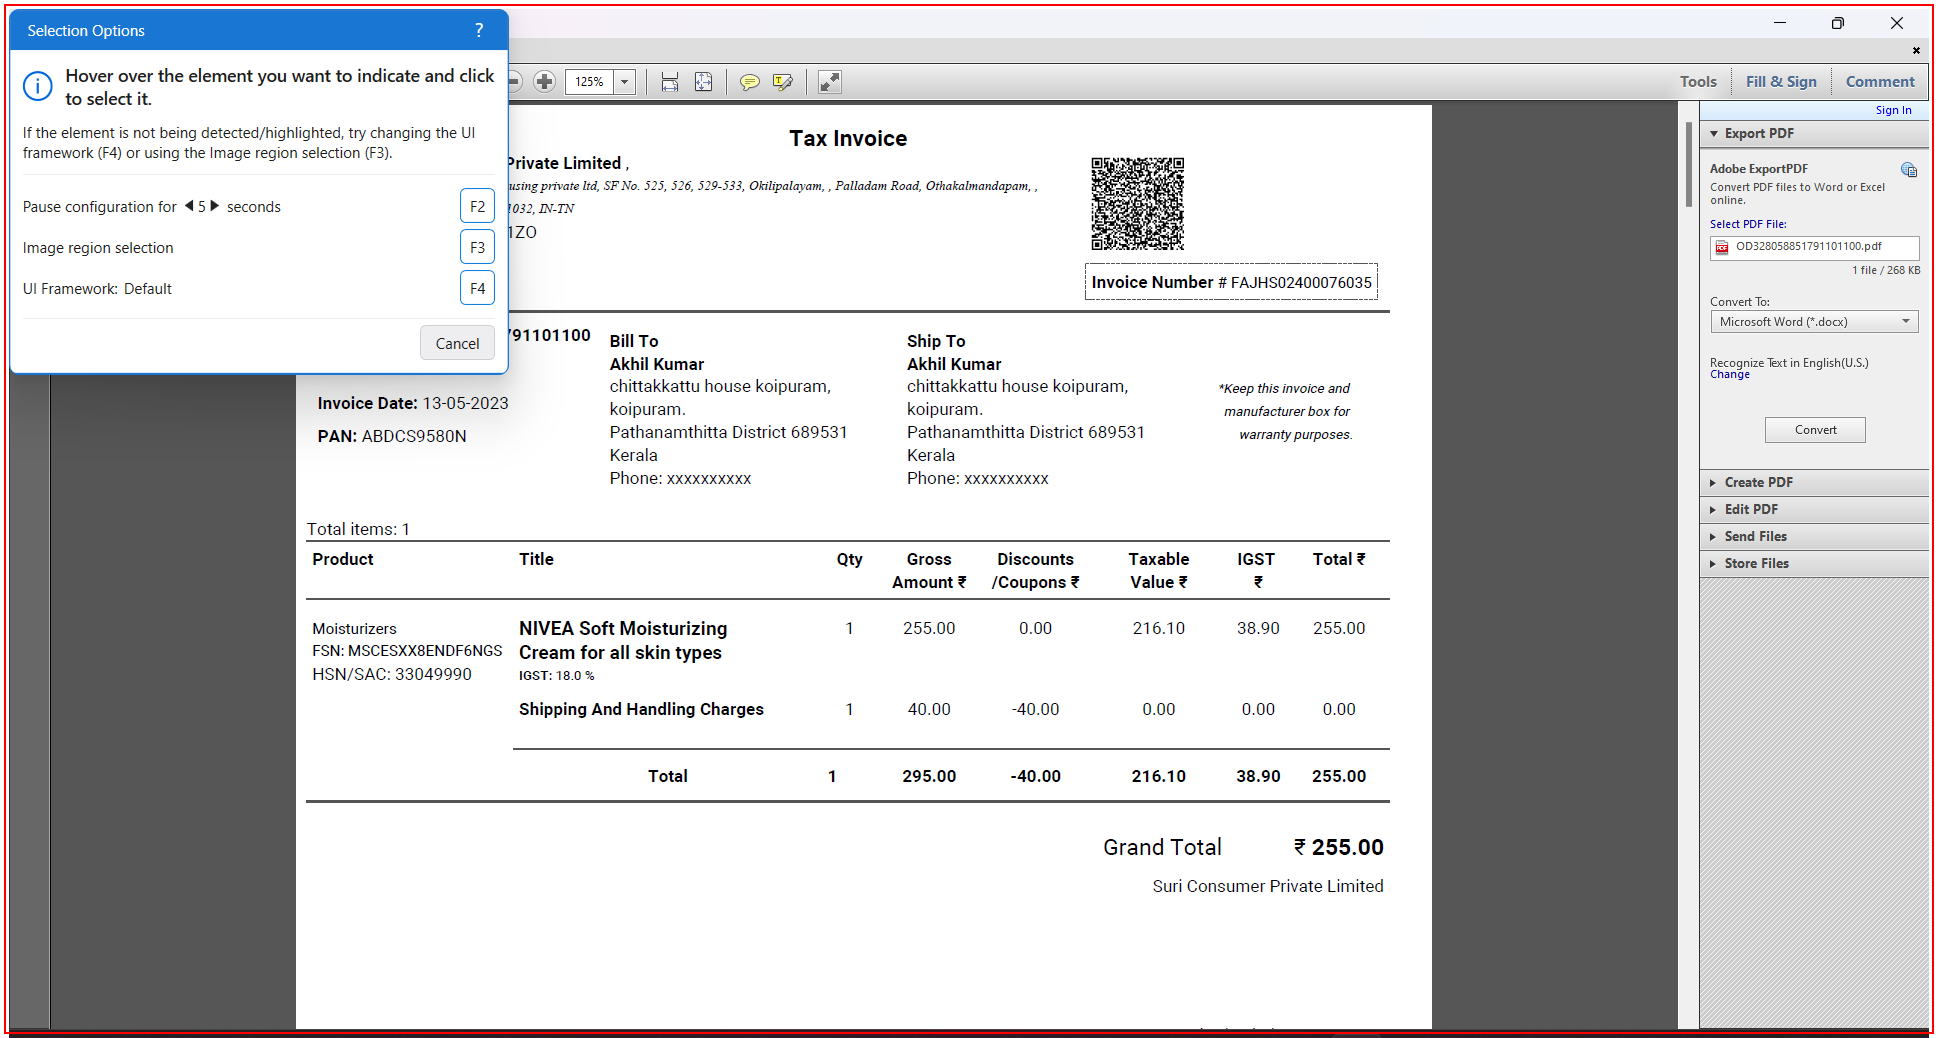 Selection Options ?
Hover over the element you want to indicate and click
to select it.
If the element is not being detected/highlighted, try changing the UI
framework (F4) or using the Image region selection (F3).
Pause configuration for 5 seconds F2
Image region selection F3
UI Framework: Default F4
Cancel
125%
Tools Fill & Sign Comment
Sign In
Export PDF
Adobe ExportPDF
Convert PDF files to Word or Excel
online.
Select PDF File:
OD328058851791101100.pdf
1 file / 268 KB
Convert To:
Microsoft Word (*.docx)
Recognize Text in English(U.S.)
Change
Convert
Create PDF
Edit PDF
Send Files
Store Files
Tax Invoice
Private Limited ,
using private ltd, SF No. 525, 526, 529-533, Okilipalayam, , Palladam Road, Othakalmandapam, ,
1032, IN-TN
1ZO
Invoice Number # FAJHS02400076035
791101100
Invoice Date: 13-05-2023
PAN: ABDCS9580N
Bill To
Akhil Kumar
chittakkattu house koipuram,
koipuram.
Pathanamthitta District 689531
Kerala
Phone: xxxxxxxxxx
Ship To
Akhil Kumar
chittakkattu house koipuram,
koipuram.
Pathanamthitta District 689531
Kerala
Phone: xxxxxxxxxx
*Keep this invoice and
manufacturer box for
warranty purposes.
Total items: 1
Product Title Qty Gross Discounts Taxable IGST Total ₹
Amount ₹ /Coupons ₹ Value ₹ ₹
Moisturizers NIVEA Soft Moisturizing 1 255.00 0.00 216.10 38.90 255.00
FSN: MSCESXX8ENDF6NGS Cream for all skin types
HSN/SAC: 33049990 IGST: 18.0 %
Shipping And Handling Charges 1 40.00 -40.00 0.00 0.00 0.00
Total 1 295.00 -40.00 216.10 38.90 255.00
Grand Total ₹ 255.00
Suri Consumer Private Limited